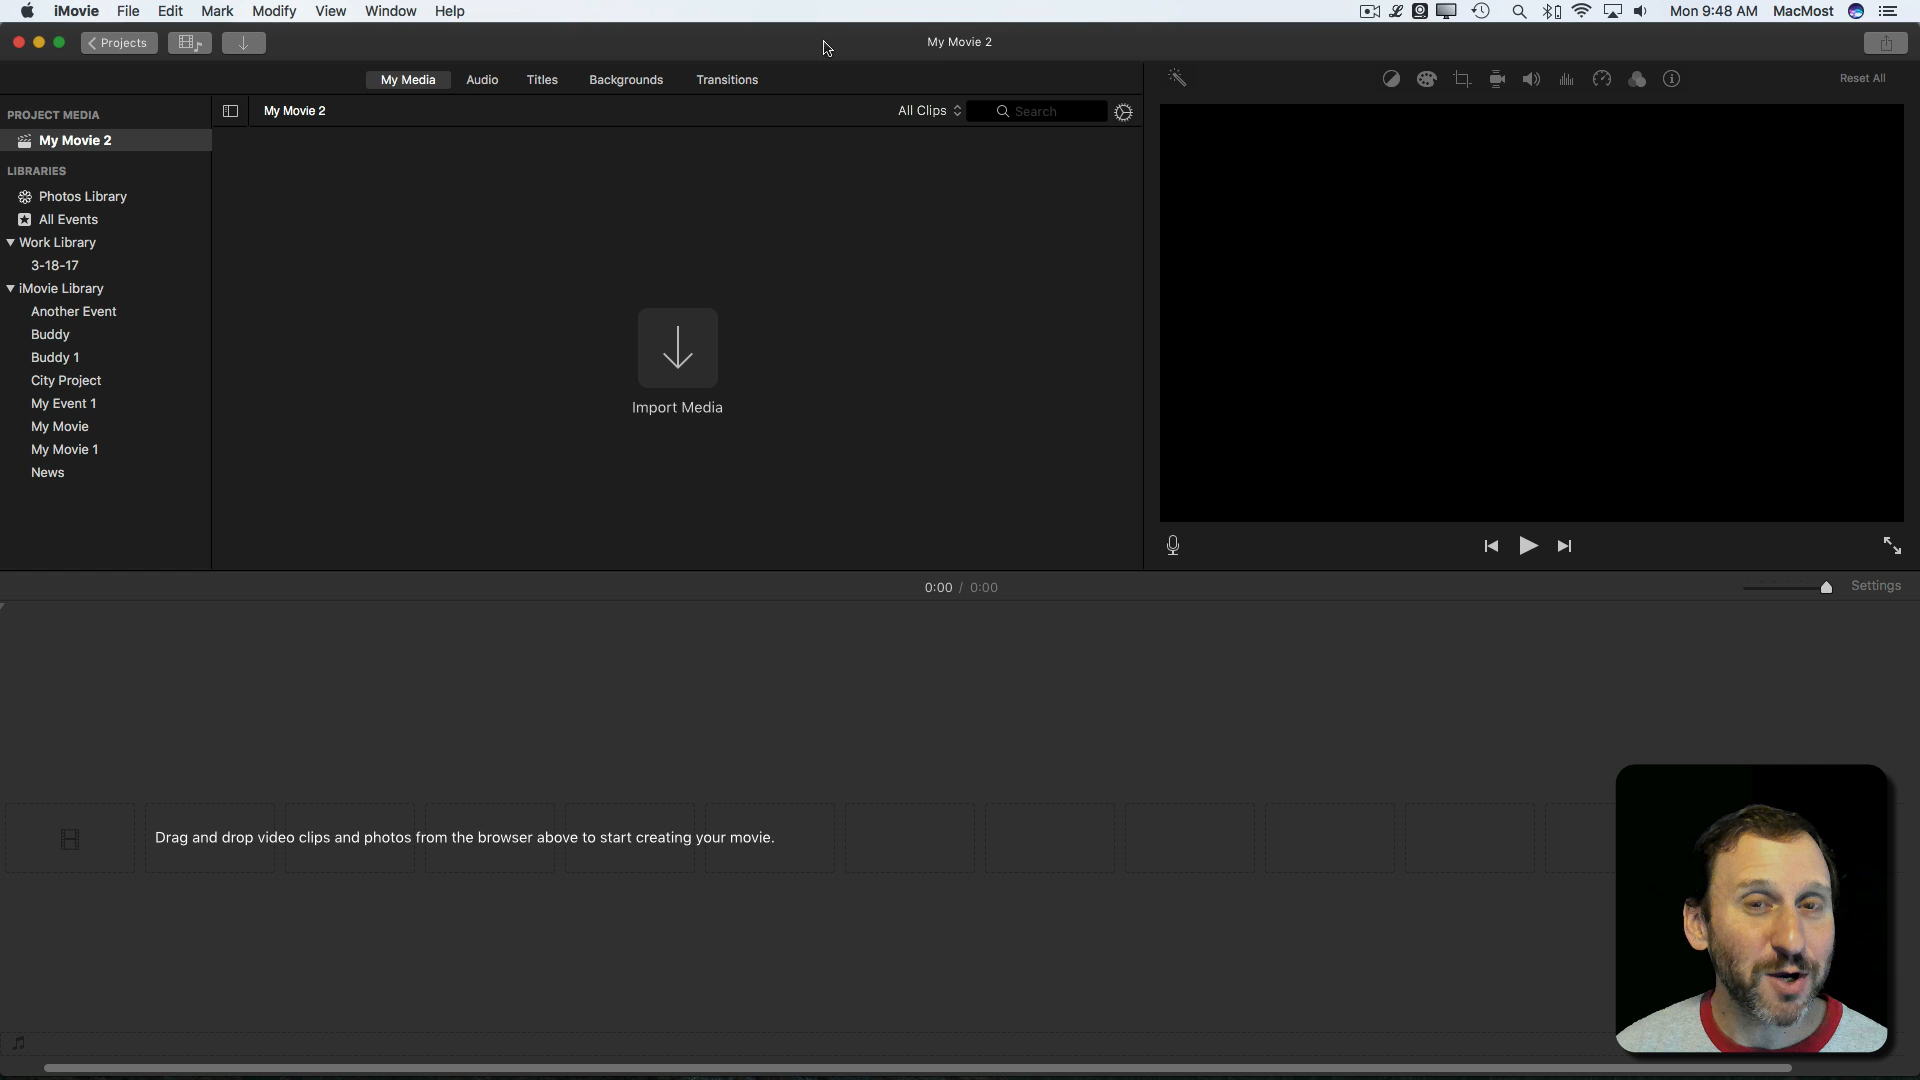 iMovie File Edit Mark Modify View Window Help Mon 9:48 AM MacMost
Projects My Movie 2
My Media Audio Titles Backgrounds Transitions Reset All
PROJECT MEDIA
My Movie 2
LIBRARIES
Photos Library
All Events
Work Library
3-18-17
iMovie Library
Another Event
Buddy
Buddy 1
City Project
My Event 1
My Movie
My Movie 1
News
My Movie 2 All Clips Search
Import Media
0:00 / 0:00 Settings
Drag and drop video clips and photos from the browser above to start creating your movie.